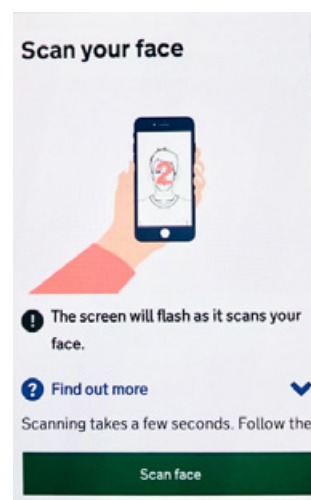 Scan your face
2
! The screen will flash as it scans your
face.
? Find out more
Scanning takes a few seconds. Follow the
Scan face